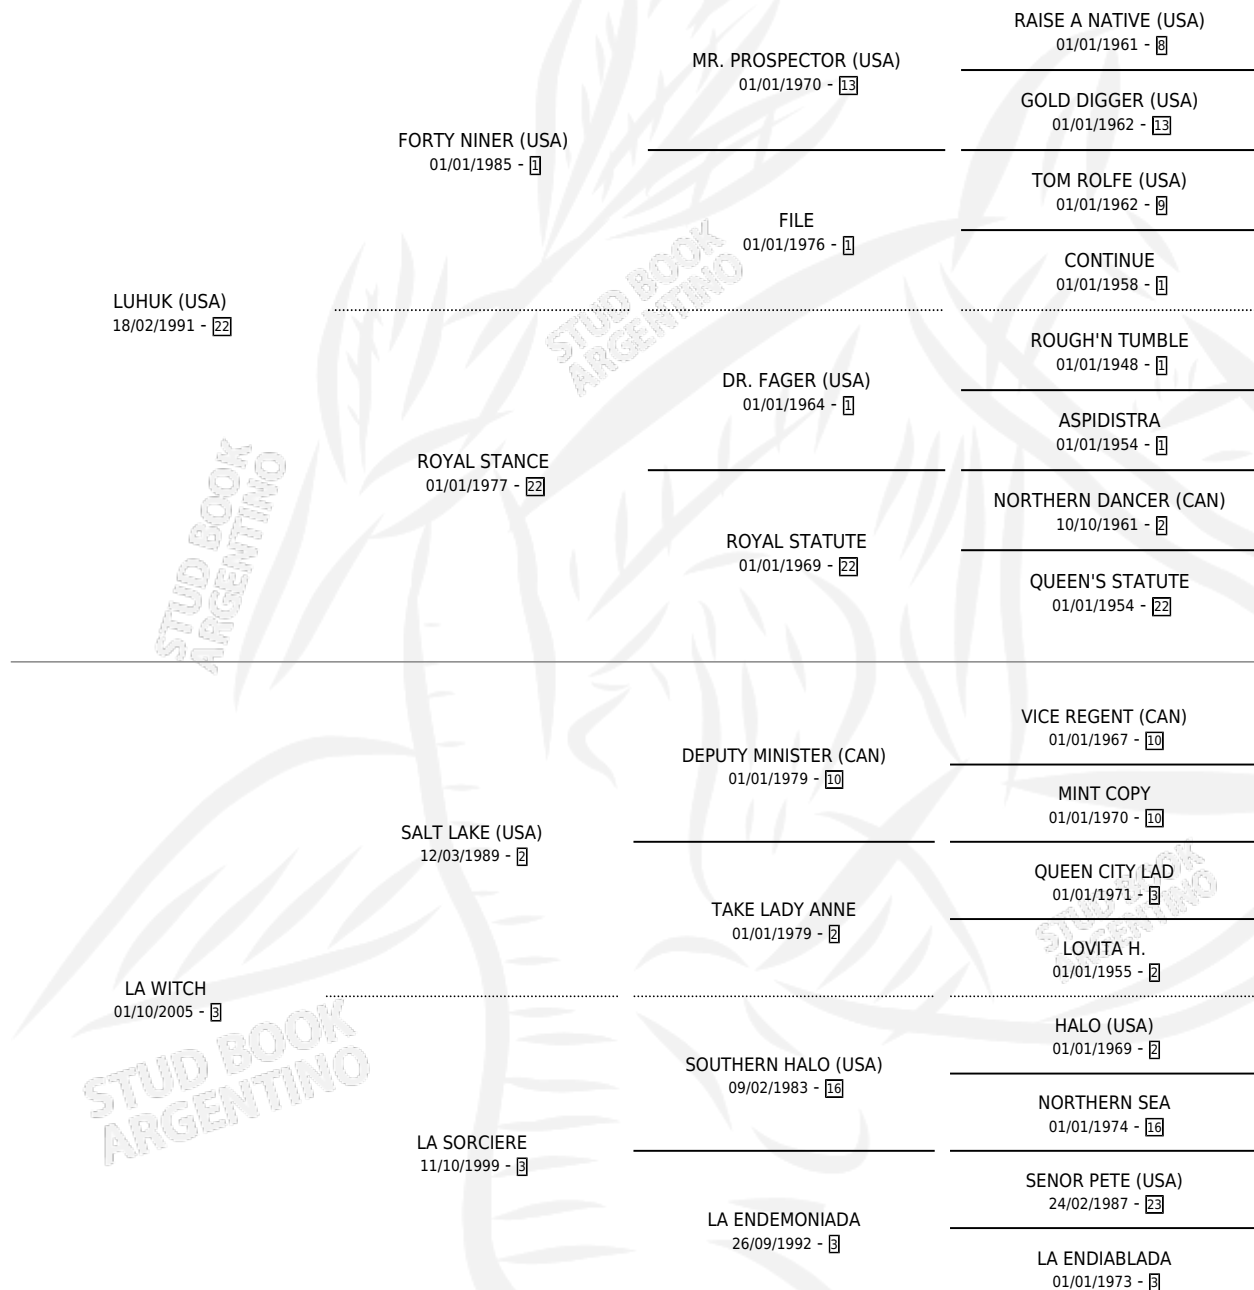 RAISE A NATIVE (USA)
01/01/1961 - 8
MR. PROSPECTOR (USA)
01/01/1970 - 13
GOLD DIGGER (USA)
01/01/1962 - 13
FORTY NINER (USA)
01/01/1985 - 1
TOM ROLFE (USA)
01/01/1962 - 9
FILE
01/01/1976 - 1
CONTINUE
01/01/1958 - 1
LUHUK (USA)
18/02/1991 - 22
ROUGH'N TUMBLE
01/01/1948 - 1
DR. FAGER (USA)
01/01/1964 - 1
ASPIDISTRA
01/01/1954 - 1
ROYAL STANCE
01/01/1977 - 22
NORTHERN DANCER (CAN)
10/10/1961 - 2
ROYAL STATUTE
01/01/1969 - 22
QUEEN'S STATUTE
01/01/1954 - 22
VICE REGENT (CAN)
01/01/1967 - 10
DEPUTY MINISTER (CAN)
01/01/1979 - 10
MINT COPY
01/01/1970 - 10
SALT LAKE (USA)
12/03/1989 - 2
QUEEN CITY LAD
01/01/1971 - 3
TAKE LADY ANNE
01/01/1979 - 2
LOVITA H.
01/01/1955 - 2
LA WITCH
01/10/2005 - 3
HALO (USA)
01/01/1969 - 2
SOUTHERN HALO (USA)
09/02/1983 - 16
NORTHERN SEA
01/01/1974 - 16
LA SORCIERE
11/10/1999 - 3
SENOR PETE (USA)
24/02/1987 - 23
LA ENDEMONIADA
26/09/1992 - 3
LA ENDIABLADA
01/01/1973 - 3
STUD BOOK
ARGENTINO
STUD BOOK
ARGENTINO
STUD BOOK
ARGENTINO
STUD BOOK
ARGENTINO